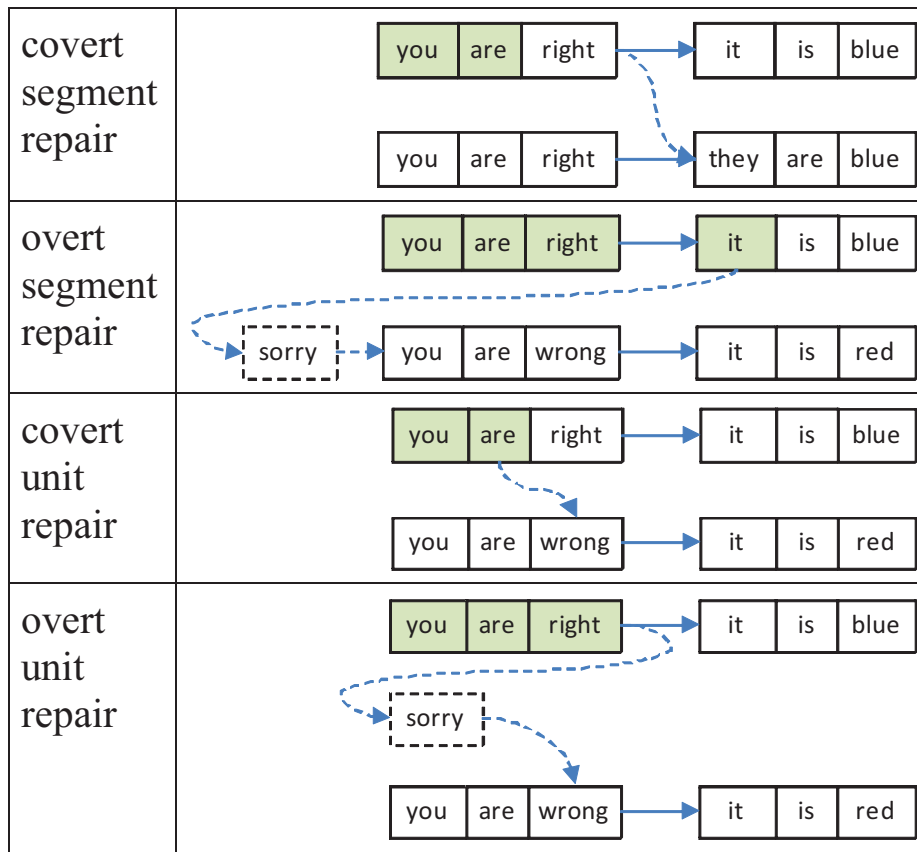 covert
segment
repair
you are right it is blue
you are right they are blue
overt
segment
repair
you are right it is blue
sorry you are wrong it is red
covert
unit
repair
you are right it is blue
you are wrong it is red
overt
unit
repair
you are right it is blue
sorry
you are wrong it is red